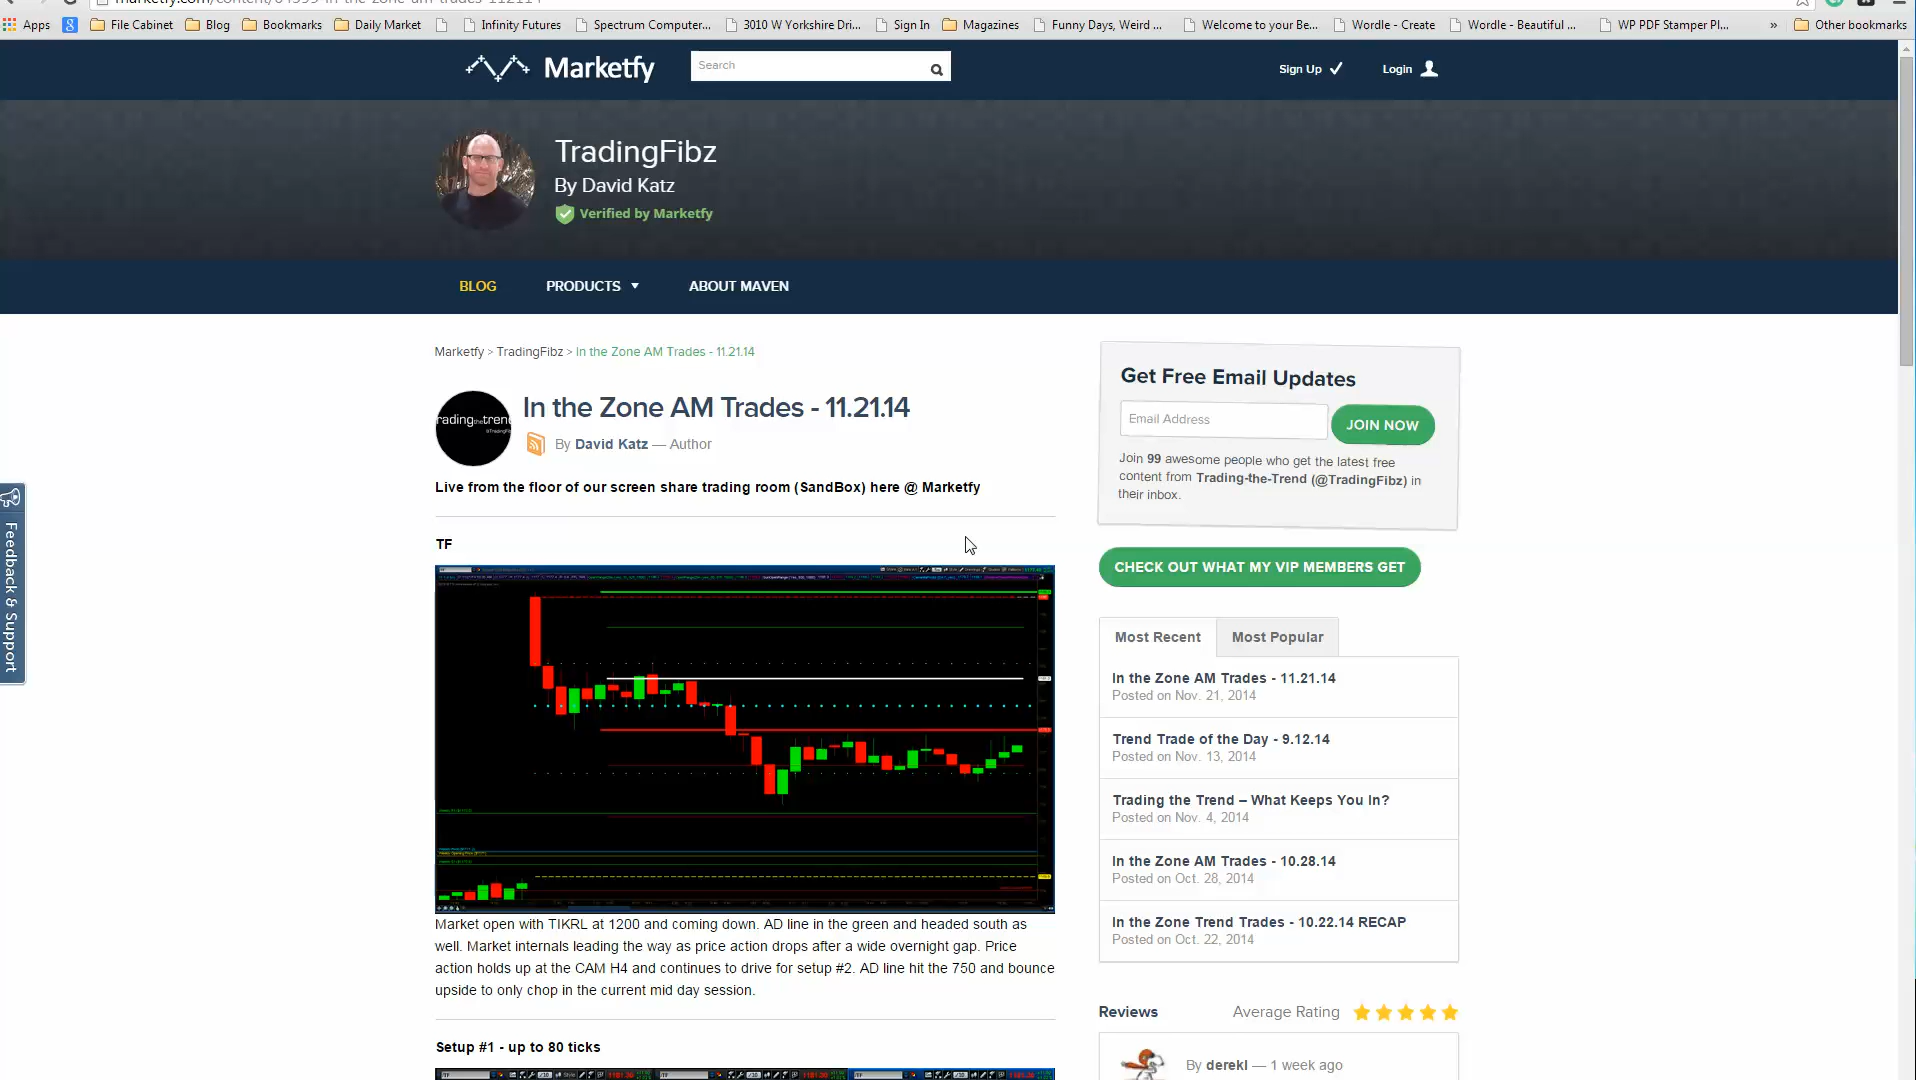 Apps File Cabinet Blog Bookmarks Daily Market Infinity Futures Spectrum Computer... 3010 W Yorkshire Dri... Sign In Magazines Funny Days, Weird ... Welcome to your Be... Wordle - Create Wordle - Beautiful ... WP PDF Stamper Pl... » Other bookmarks
Marketfy Search Sign Up Login
TradingFibz
By David Katz
Verified by Marketfy
BLOG PRODUCTS ABOUT MAVEN
Marketfy > TradingFibz > In the Zone AM Trades - 11.21.14
In the Zone AM Trades - 11.21.14
By David Katz — Author
Live from the floor of our screen share trading room (SandBox) here @ Marketfy
TF
Market open with TIKRL at 1200 and coming down. AD line in the green and headed south as
well. Market internals leading the way as price action drops after a wide overnight gap. Price
action holds up at the CAM H4 and continues to drive for setup #2. AD line hit the 750 and bounce
upside to only chop in the current mid day session.
Setup #1 - up to 80 ticks
Get Free Email Updates
Email Address JOIN NOW
Join 99 awesome people who get the latest free
content from Trading-the-Trend (@TradingFibz) in
their inbox.
CHECK OUT WHAT MY VIP MEMBERS GET
Most Recent Most Popular
In the Zone AM Trades - 11.21.14
Posted on Nov. 21, 2014
Trend Trade of the Day - 9.12.14
Posted on Nov. 13, 2014
Trading the Trend – What Keeps You In?
Posted on Nov. 4, 2014
In the Zone AM Trades - 10.28.14
Posted on Oct. 28, 2014
In the Zone Trend Trades - 10.22.14 RECAP
Posted on Oct. 22, 2014
Reviews Average Rating
By derekl — 1 week ago
Feedback & Support